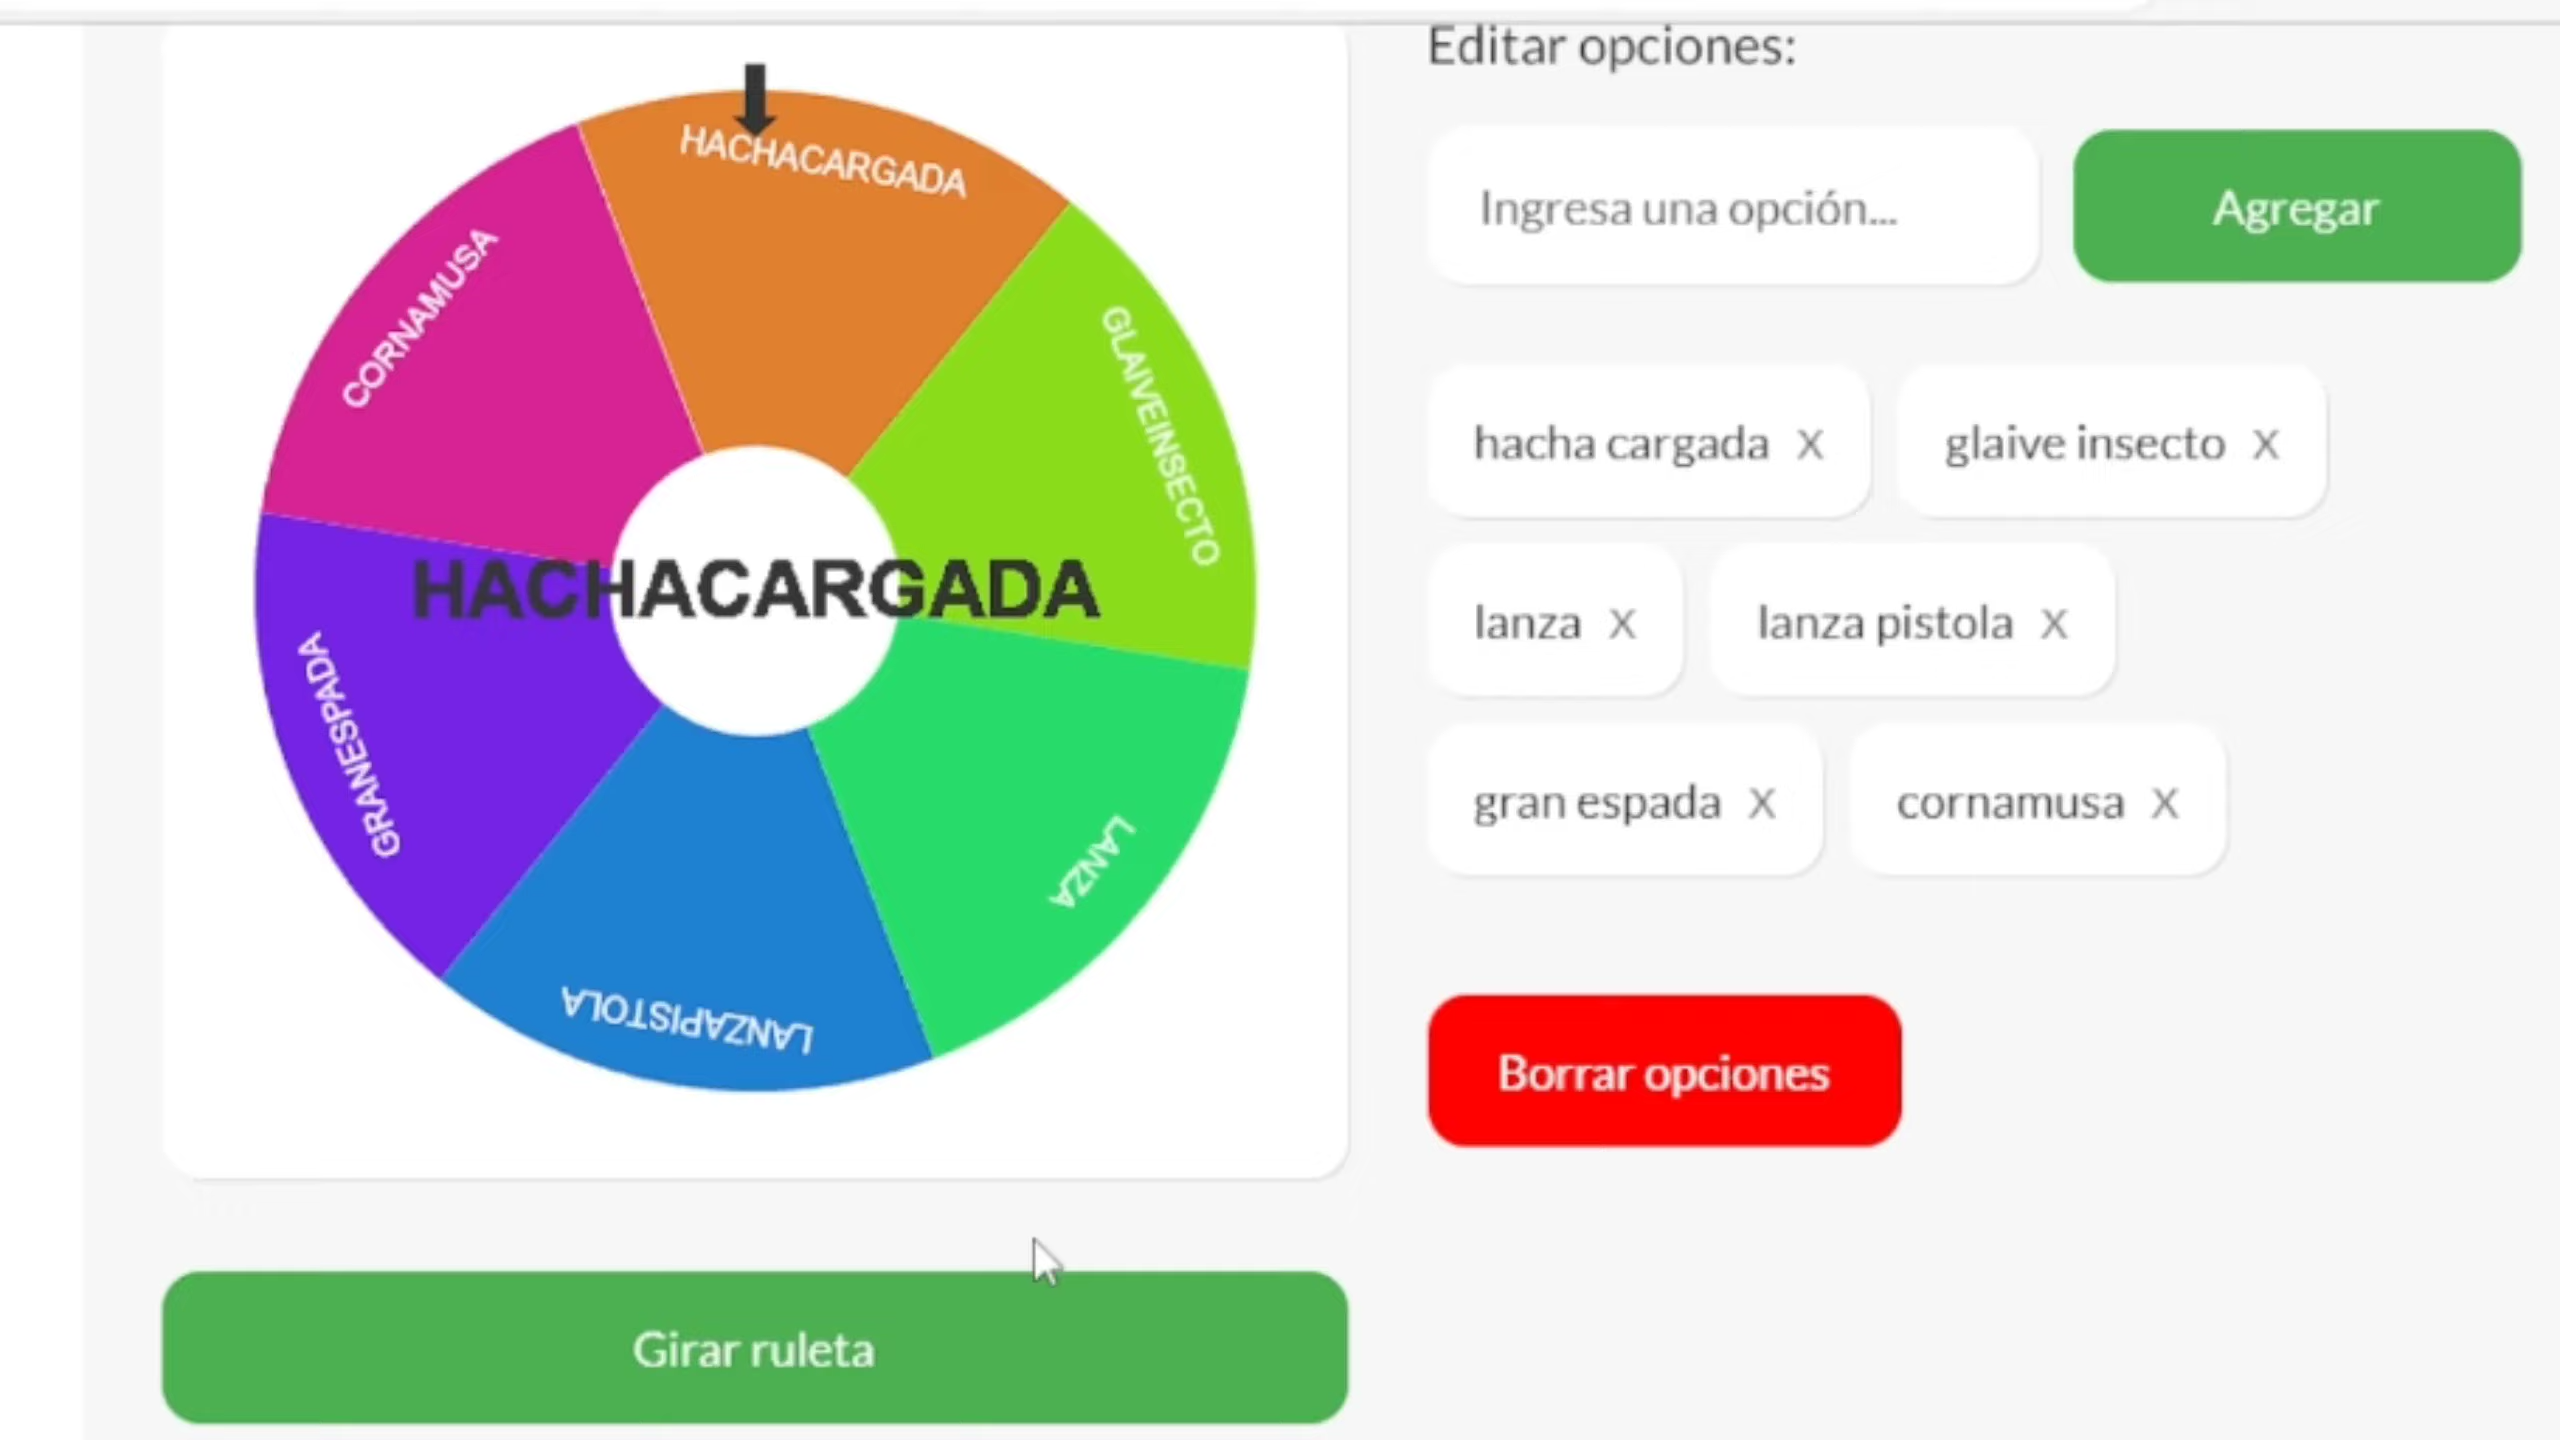 Editar opciones:
HACHACARGADA
Ingresa una opción...
Agregar
CORNAMUSA
GLAIVEINSECTO
hacha cargada X
glaive insecto X
HACHACARGADA
lanza X
lanza pistola X
GRANESPADA
gran espada X
cornamusa X
LANZA
LANZAPISTOLA
Borrar opciones
Girar ruleta